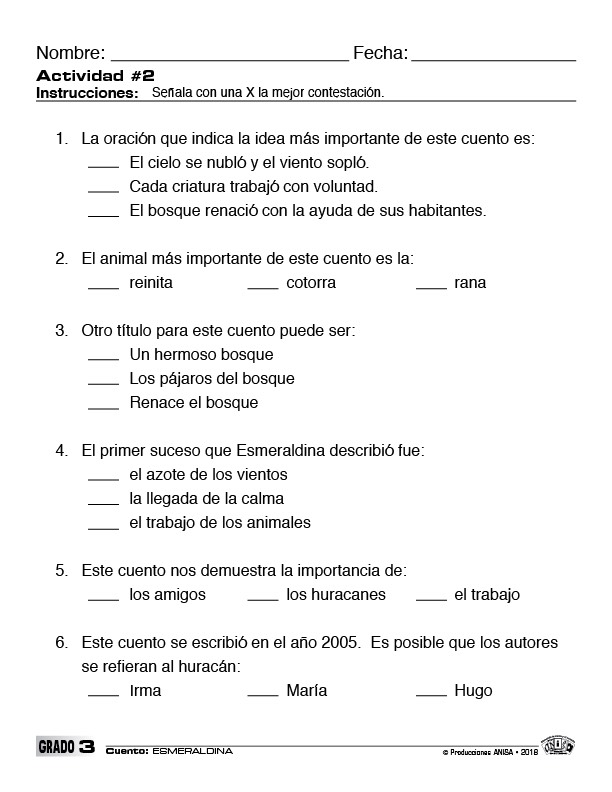 Nombre: ______________________ Fecha: ________________
Actividad #2
Instrucciones: Señala con una X la mejor contestación.
1. La oración que indica la idea más importante de este cuento es:
____ El cielo se nubló y el viento sopló.
____ Cada criatura trabajó con voluntad.
____ El bosque renació con la ayuda de sus habitantes.
2. El animal más importante de este cuento es la:
____ reinita ____ cotorra ____ rana
3. Otro título para este cuento puede ser:
____ Un hermoso bosque
____ Los pájaros del bosque
____ Renace el bosque
4. El primer suceso que Esmeraldina describió fue:
____ el azote de los vientos
____ la llegada de la calma
____ el trabajo de los animales
5. Este cuento nos demuestra la importancia de:
____ los amigos ____ los huracanes ____ el trabajo
6. Este cuento se escribió en el año 2005. Es posible que los autores
se refieran al huracán:
____ Irma ____ María ____ Hugo
GRADO 3 Cuento: ESMERALDINA © Producciones ANISA • 2018